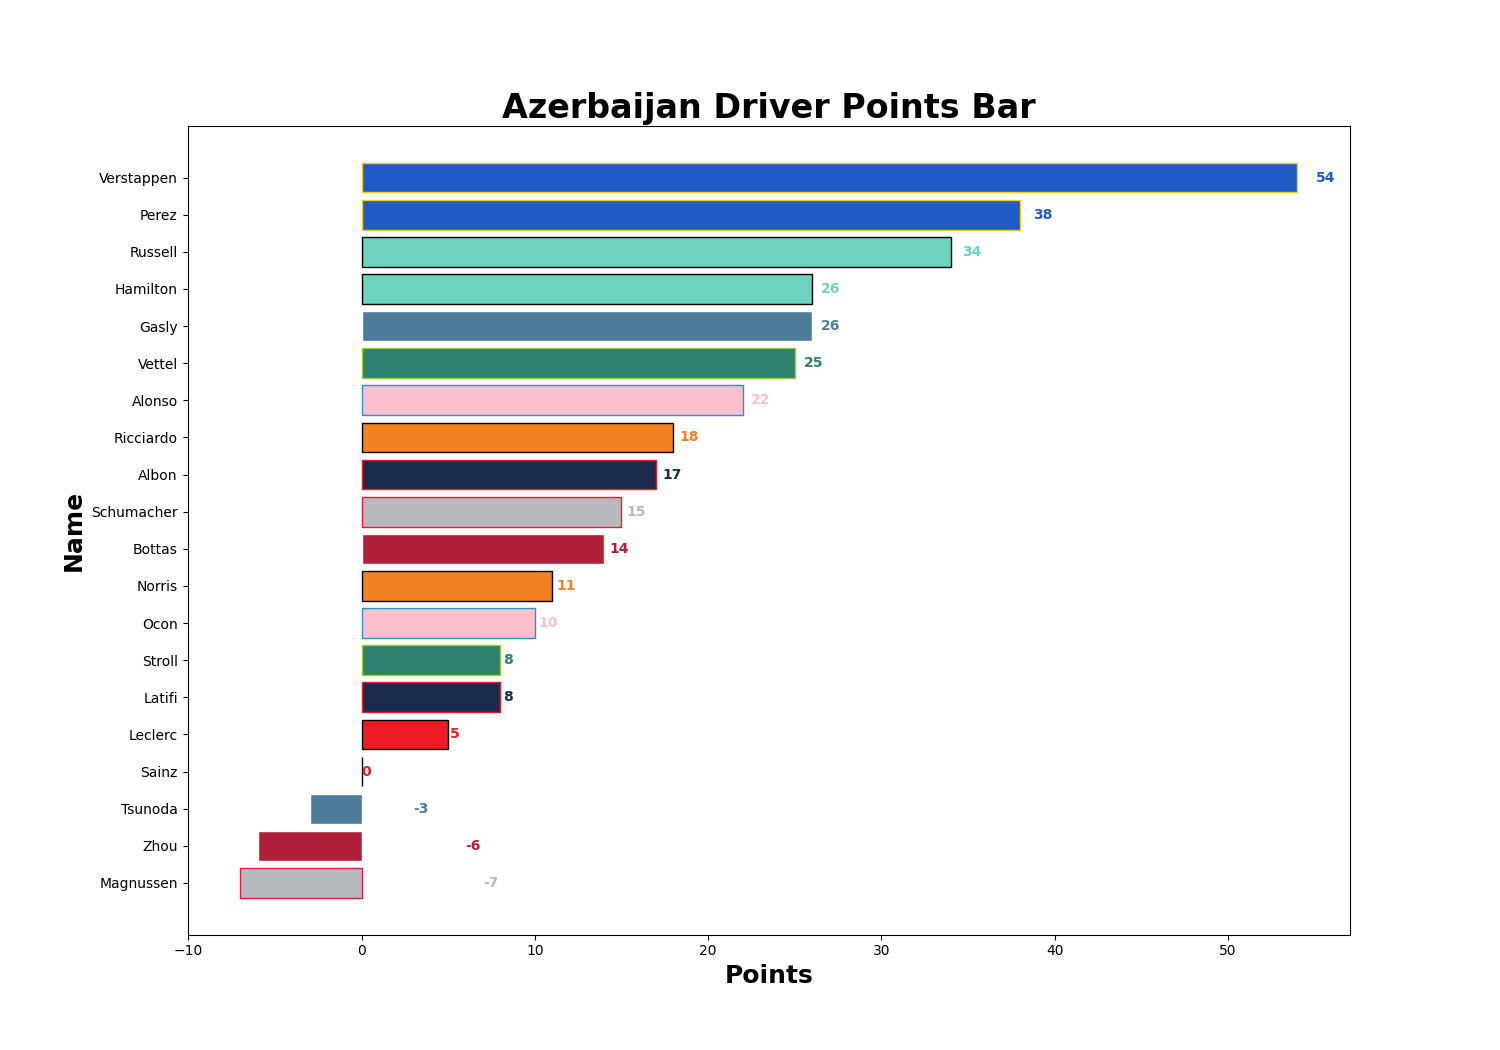 Azerbaijan Driver Points Bar
Verstappen 54
Perez 38
Russell 34
Hamilton 26
Gasly 26
Vettel 25
Alonso 22
Ricciardo 18
Albon 17
Schumacher 15
Bottas 14
Norris 11
Ocon 10
Stroll 8
Latifi 8
Leclerc 5
Sainz 0
Tsunoda -3
Zhou -6
Magnussen -7
Name
−10 0 10 20 30 40 50
Points